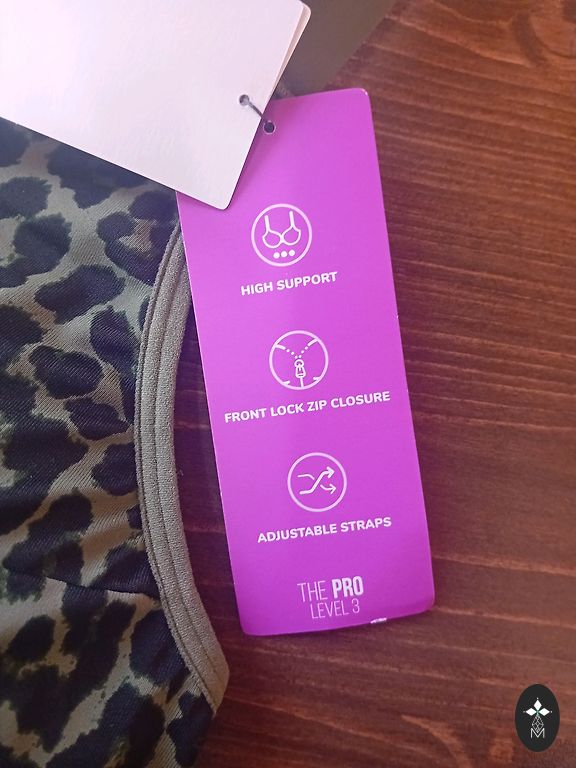 HIGH SUPPORT
FRONT LOCK ZIP CLOSURE
ADJUSTABLE STRAPS
THE PRO
LEVEL 3
M